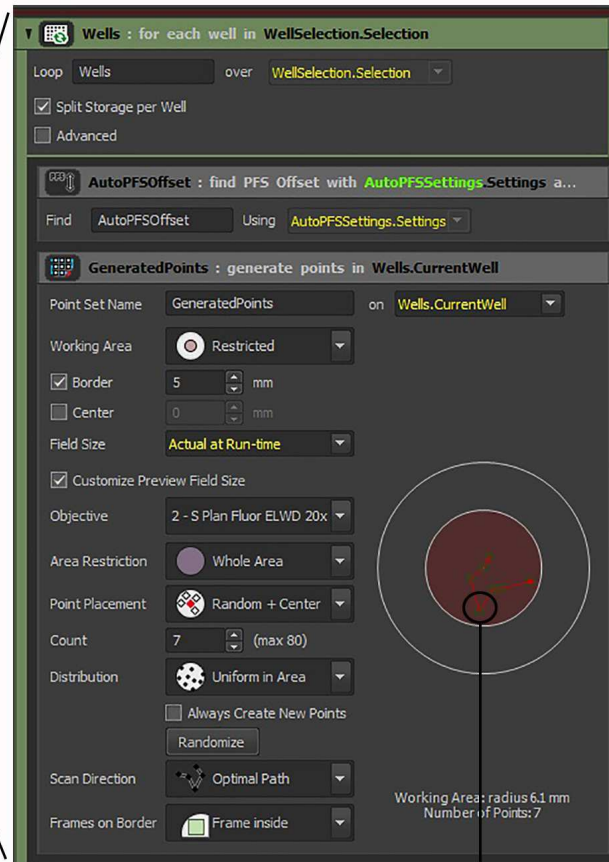 Wells : for each well in WellSelection.Selection
Loop Wells over WellSelection.Selection
Split Storage per Well
Advanced
AutoPFSOffset : find PFS Offset with AutoPFSSettings.Settings a...
Find AutoPFSOffset Using AutoPFSSettings.Settings
GeneratedPoints : generate points in Wells.CurrentWell
Point Set Name GeneratedPoints on Wells.CurrentWell
Working Area Restricted
Border 5 mm
Center 0 mm
Field Size Actual at Run-time
Customize Preview Field Size
Objective 2 - S Plan Fluor ELWD 20x
Area Restriction Whole Area
Point Placement Random + Center
Count 7 (max 80)
Distribution Uniform in Area
Always Create New Points
Randomize
Scan Direction Optimal Path
Working Area: radius 6.1 mm
Number of Points: 7
Frames on Border Frame inside